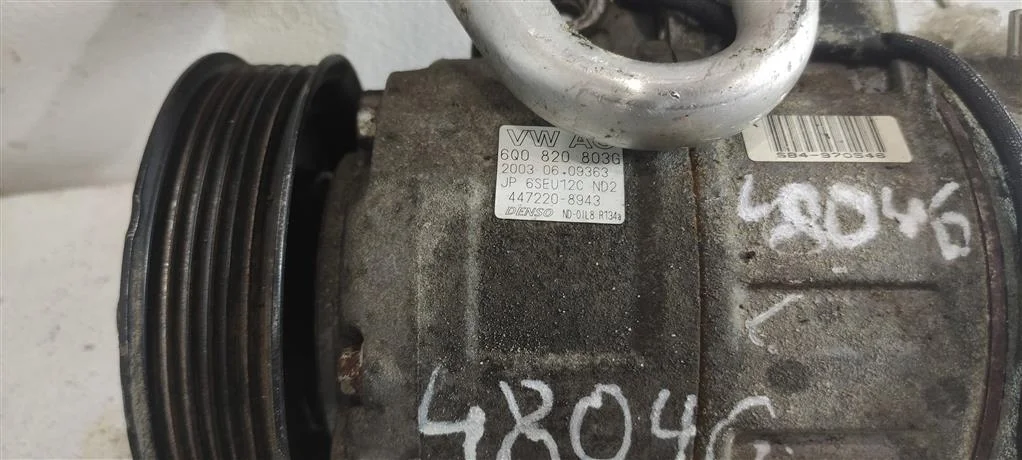 VW AG
6Q0 820 803G
2003 06.09363
JP 6SEU12C ND2
447220-8943
DENSO ND-OIL8 R134a
584-970546
48046
48046